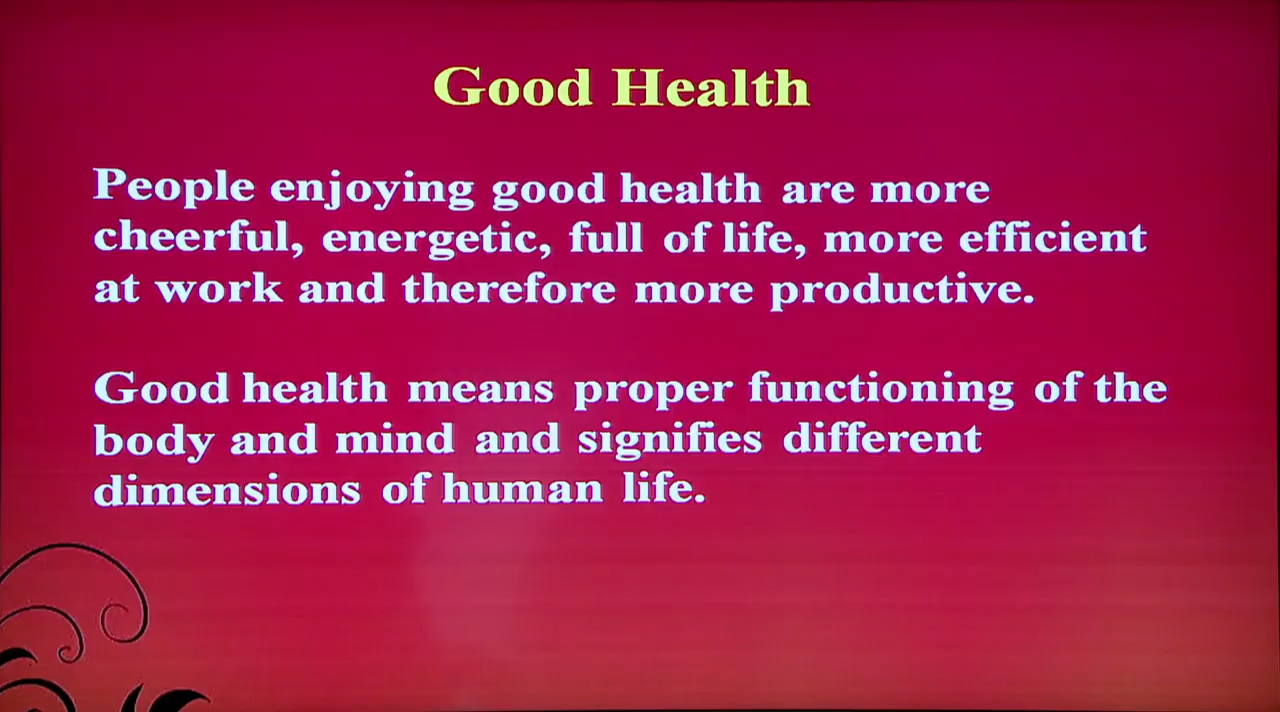 Good Health
People enjoying good health are more
cheerful, energetic, full of life, more efficient
at work and therefore more productive.
Good health means proper functioning of the
body and mind and signifies different
dimensions of human life.